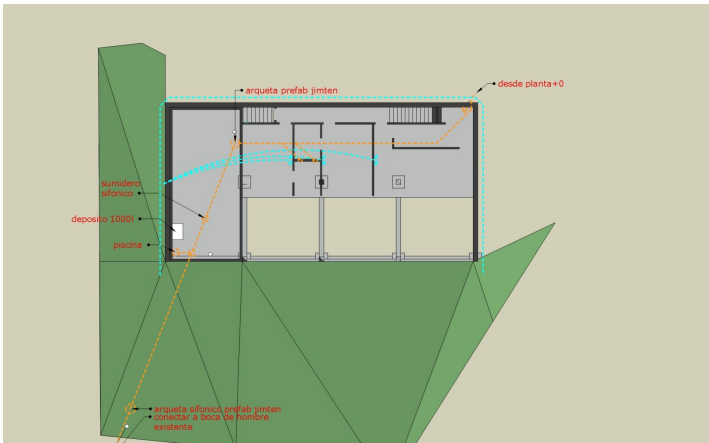 desde planta+0
arqueta prefab jimten
sumidero
sifonico
deposito 1000l
piscina
arqueta sifonico prefab jimten
conectar a boca de hombre
existente